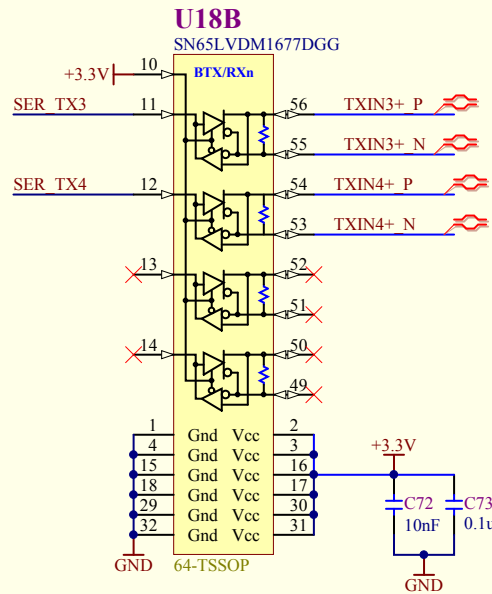 U18B
SN65LVDM1677DGG
+3.3V 10 BTX/RXn
SER_TX3 11 56 TXIN3+_P
55 TXIN3+_N
SER_TX4 12 54 TXIN4+_P
53 TXIN4+_N
13 52
51
14 50
49
1 Gnd Vcc 2
4 Gnd Vcc 3
15 Gnd Vcc 16 +3.3V
18 Gnd Vcc 17
29 Gnd Vcc 30 C72 C73
32 Gnd Vcc 31 10nF 0.1u
GND 64-TSSOP
GND